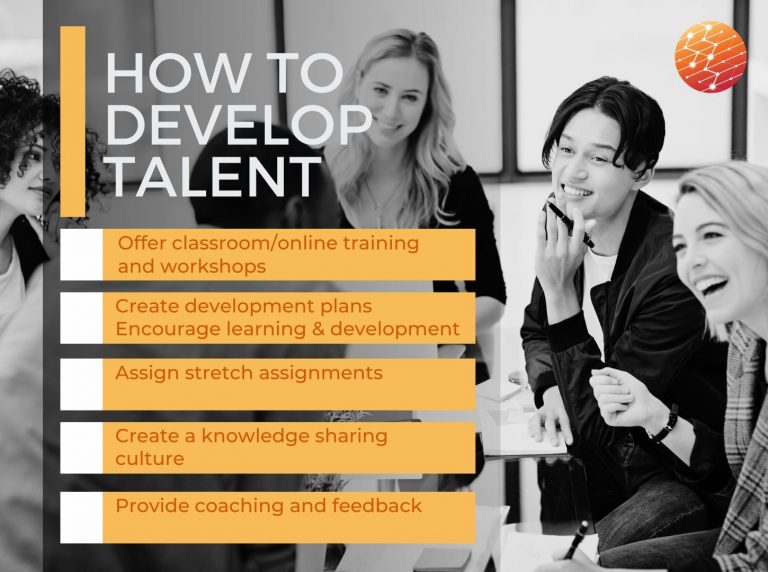 HOW TO
DEVELOP
TALENT
Offer classroom/online training
and workshops
Create development plans
Encourage learning & development
Assign stretch assignments
Create a knowledge sharing
culture
Provide coaching and feedback